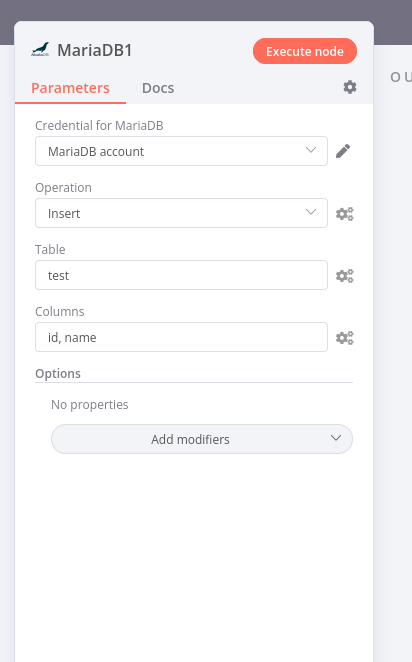 MariaDB1
Execute node
OU
Parameters
Docs
Credential for MariaDB
MariaDB account
Operation
Insert
Table
test
Columns
id, name
Options
No properties
Add modifiers